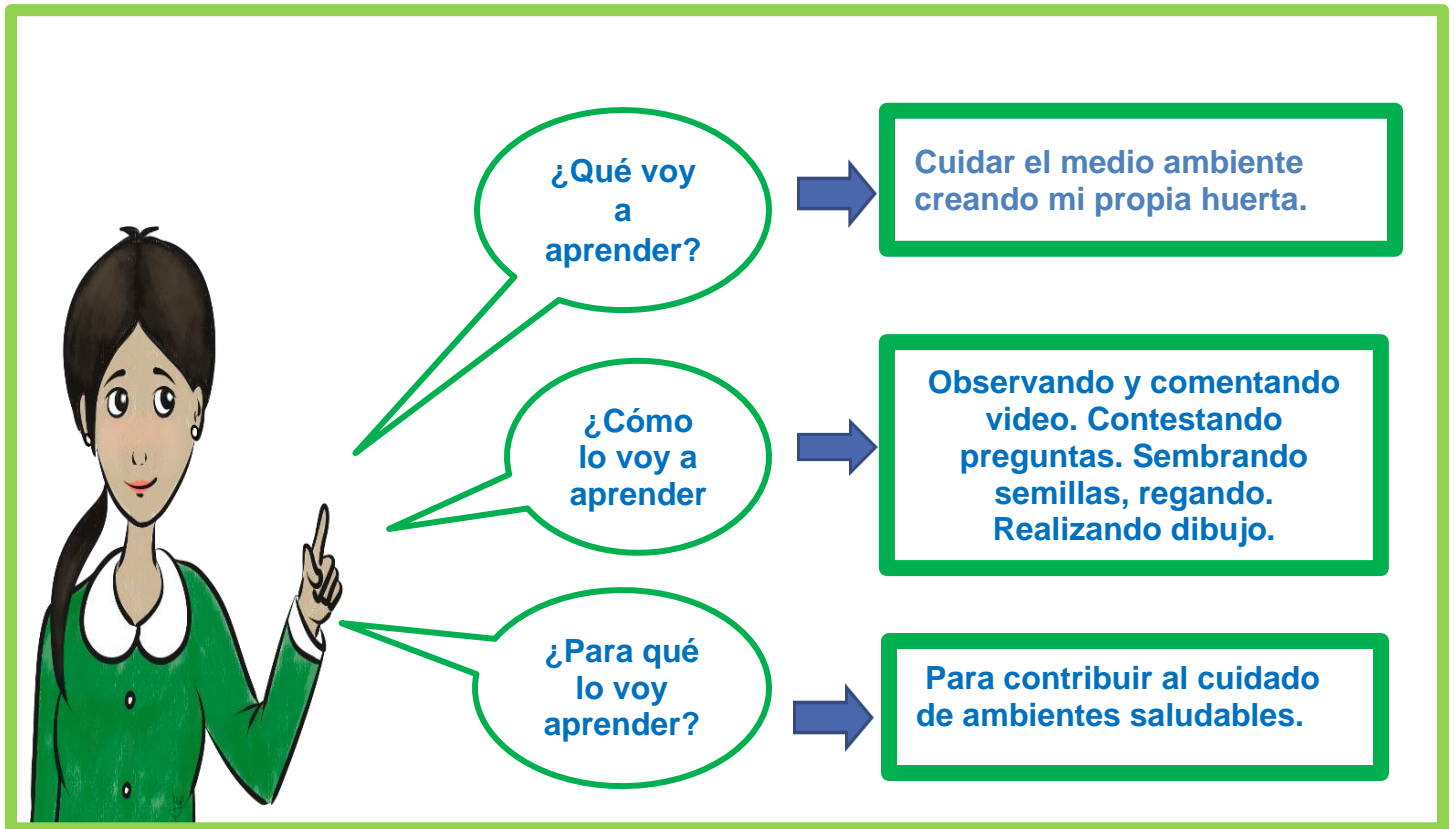 ¿Qué voy
a
aprender?
Cuidar el medio ambiente
creando mi propia huerta.
¿Cómo
lo voy a
aprender
Observando y comentando
video. Contestando
preguntas. Sembrando
semillas, regando.
Realizando dibujo.
¿Para qué
lo voy
aprender?
Para contribuir al cuidado
de ambientes saludables.